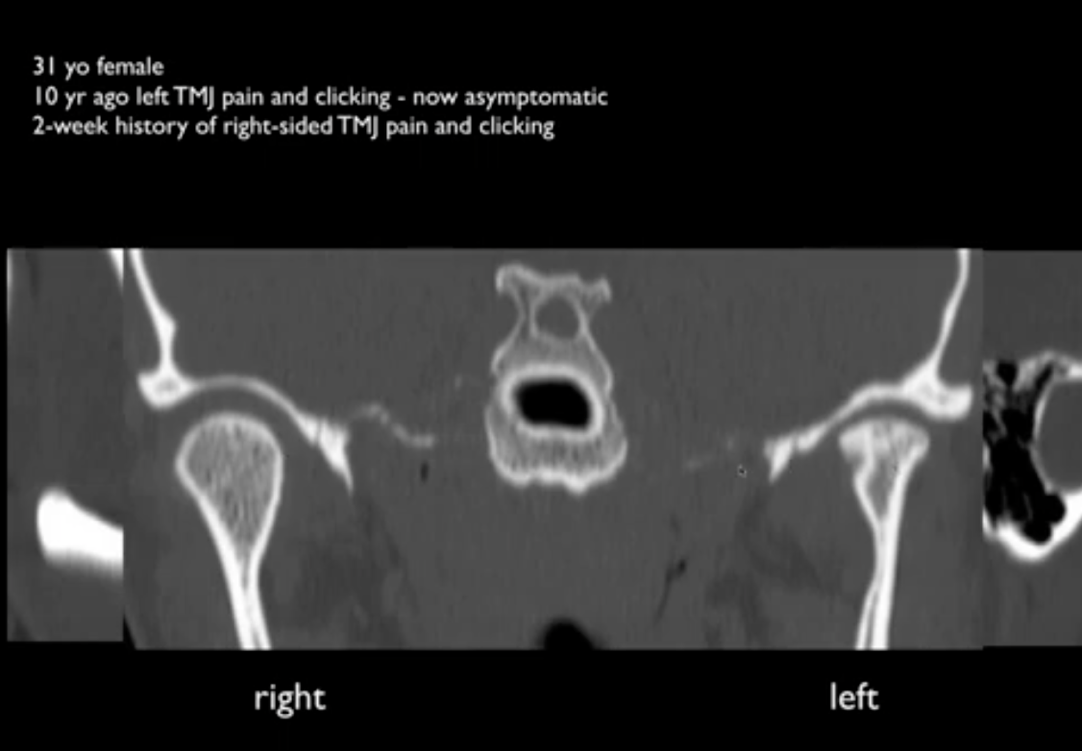 31 yo female
10 yr ago left TMJ pain and clicking - now asymptomatic
2-week history of right-sided TMJ pain and clicking
right
left